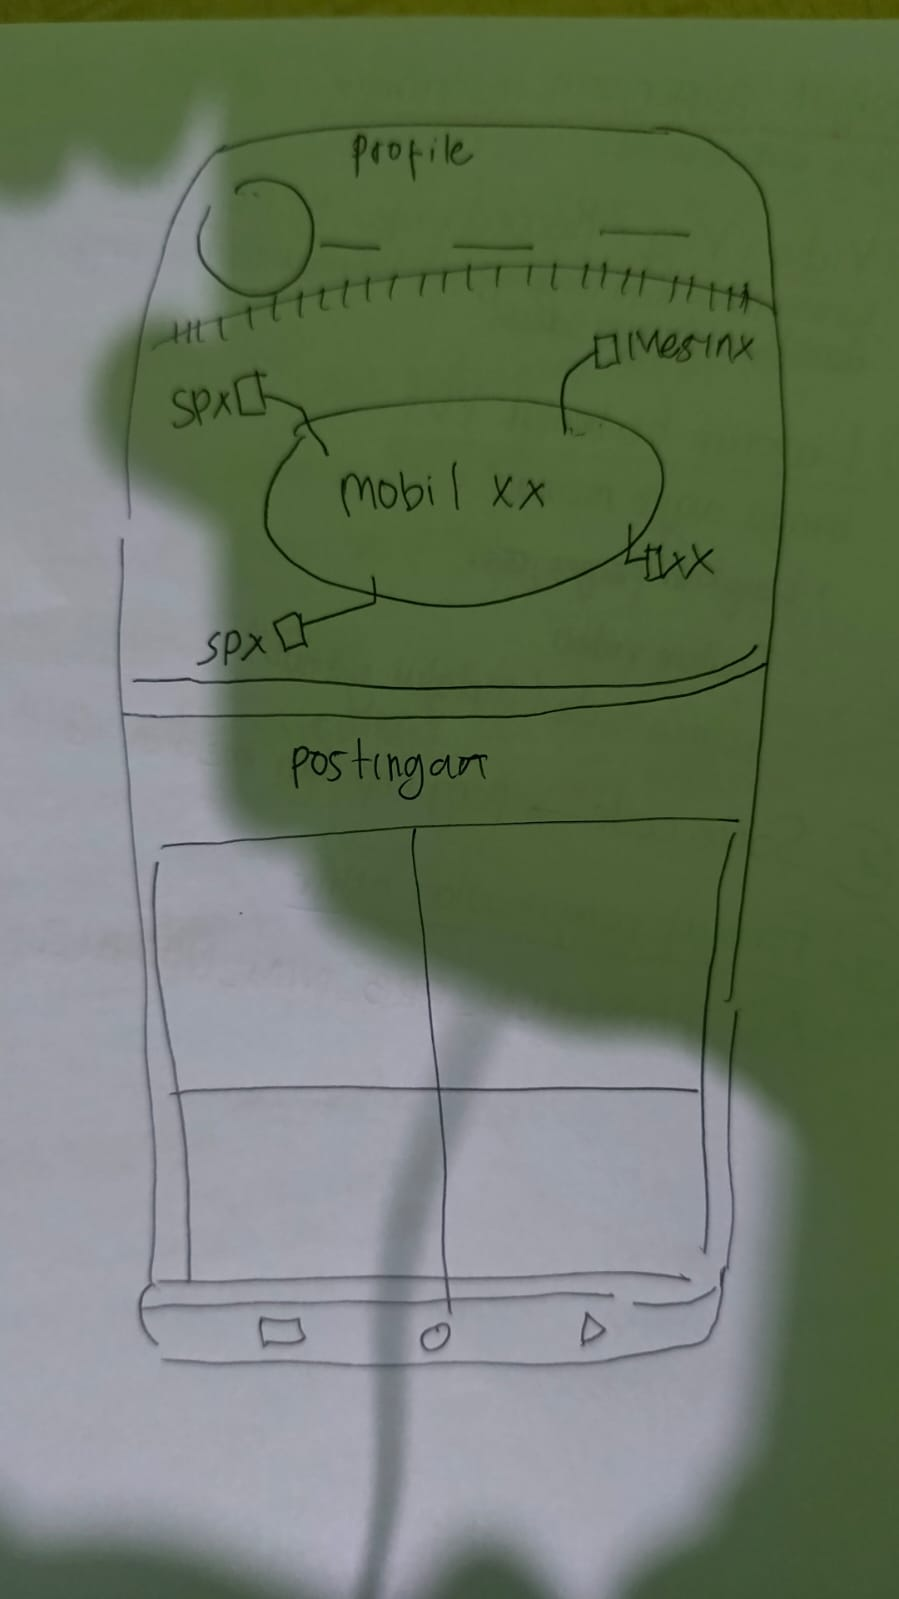 Profile
Mesinx
spx
mobil xx
xx
spx
postingan